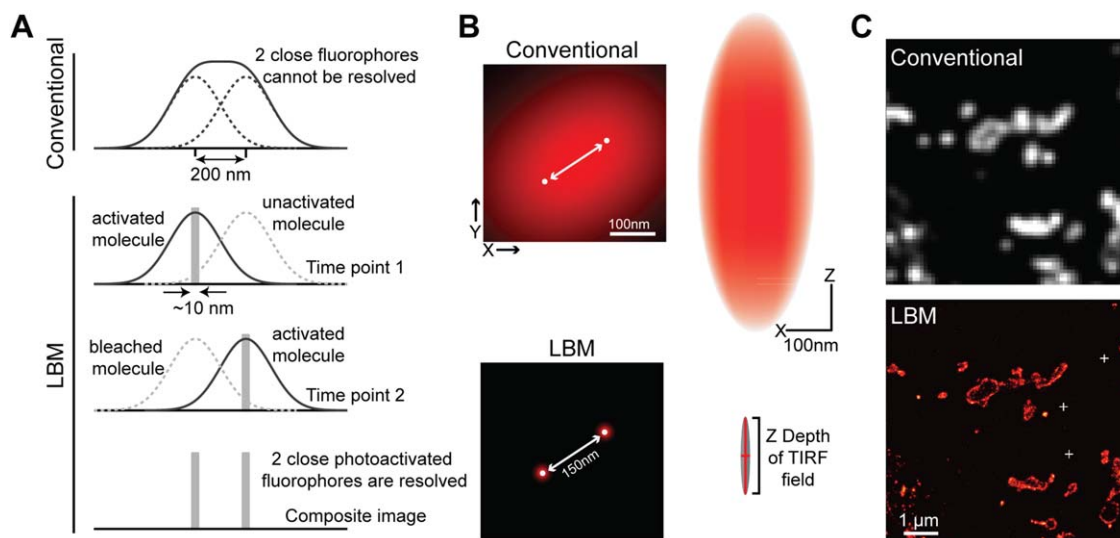 A
Conventional
2 close fluorophores
cannot be resolved
200 nm
LBM
activated
molecule
unactivated
molecule
Time point 1
~10 nm
bleached
molecule
activated
molecule
Time point 2
2 close photoactivated
fluorophores are resolved
Composite image
B
Conventional
Y
X
100nm
Z
X
100nm
LBM
150nm
Z Depth
of TIRF
field
C
Conventional
LBM
1 μm